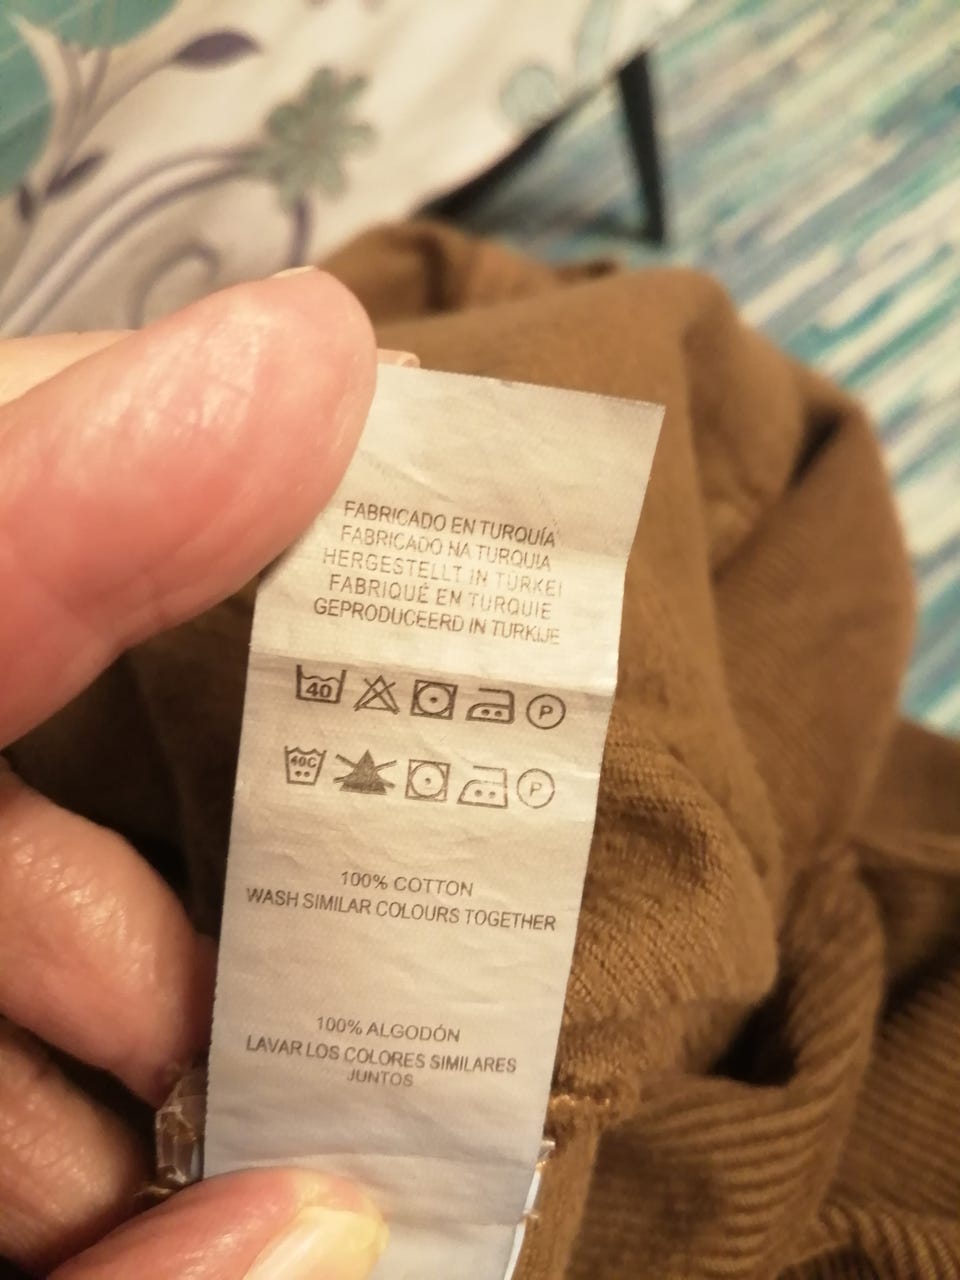 FABRICADO EN TURQUÍA
FABRICADO NA TURQUIA
HERGESTELLT IN TÜRKEI
FABRIQUÉ EN TURQUIE
GEPRODUCEERD IN TURKIJE
40 P
40C P
100% COTTON
WASH SIMILAR COLOURS TOGETHER
100% ALGODÓN
LAVAR LOS COLORES SIMILARES
JUNTOS